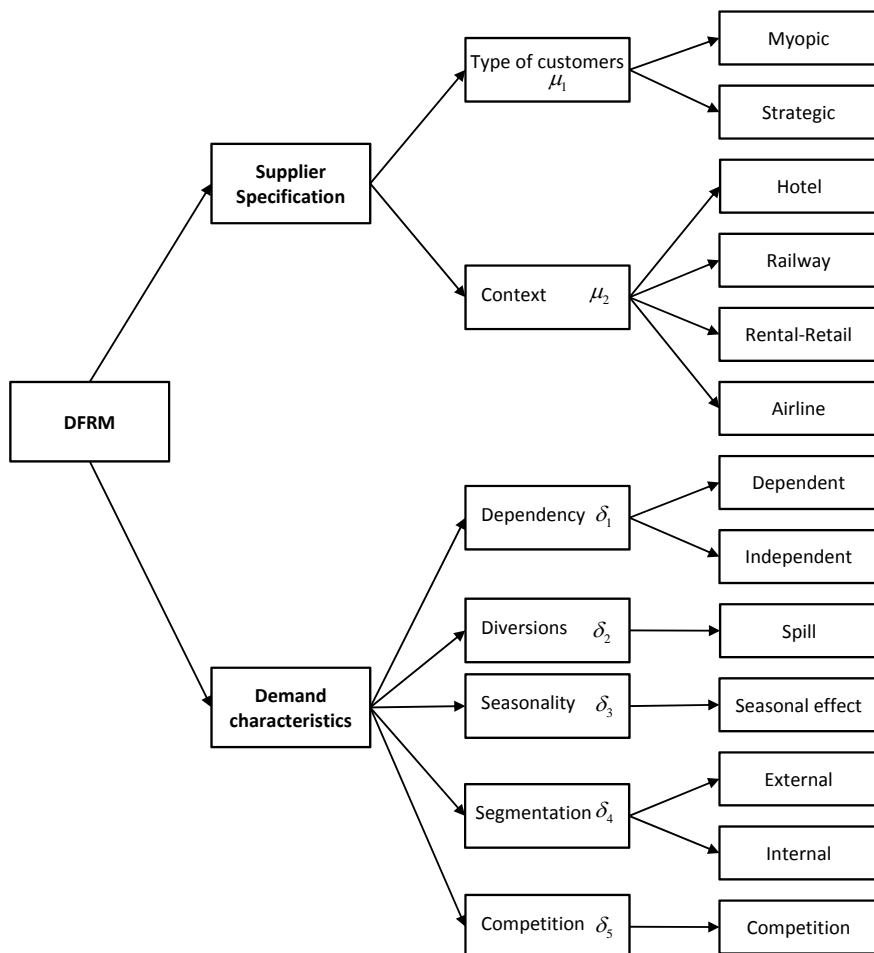 DFRM
Supplier
Specification
Type of customers
μ₁
Myopic
Strategic
Context μ₂
Hotel
Railway
Rental-Retail
Airline
Demand
characteristics
Dependency δ₁
Dependent
Independent
Diversions δ₂
Spill
Seasonality δ₃
Seasonal effect
Segmentation δ₄
External
Internal
Competition δ₅
Competition